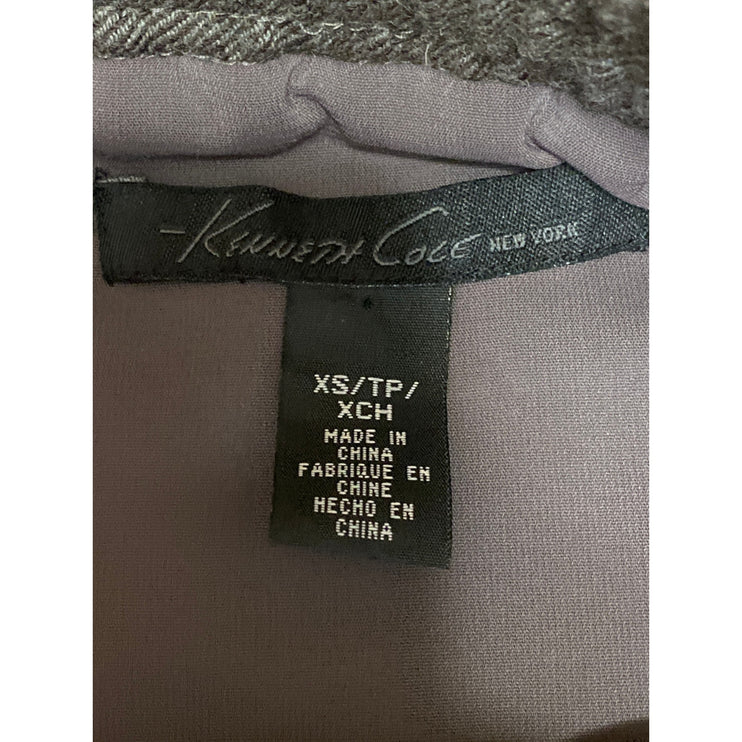 -Kenneth Cole NEW YORK
XS/TP/
XCH
MADE IN
CHINA
FABRIQUE EN
CHINE
HECHO EN
CHINA